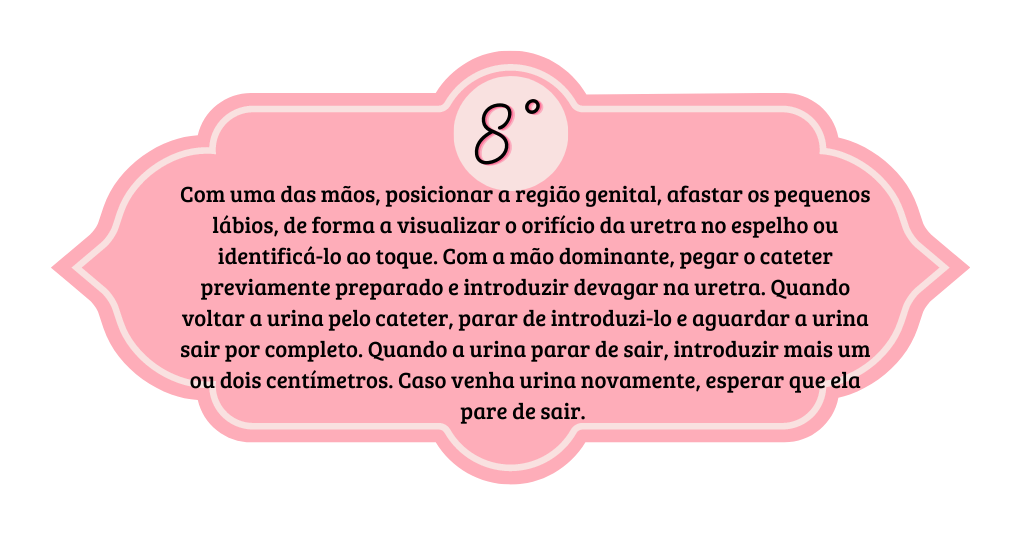 8°
Com uma das mãos, posicionar a região genital, afastar os pequenos
lábios, de forma a visualizar o orifício da uretra no espelho ou
identificá-lo ao toque. Com a mão dominante, pegar o cateter
previamente preparado e introduzir devagar na uretra. Quando
voltar a urina pelo cateter, parar de introduzi-lo e aguardar a urina
sair por completo. Quando a urina parar de sair, introduzir mais um
ou dois centímetros. Caso venha urina novamente, esperar que ela
pare de sair.